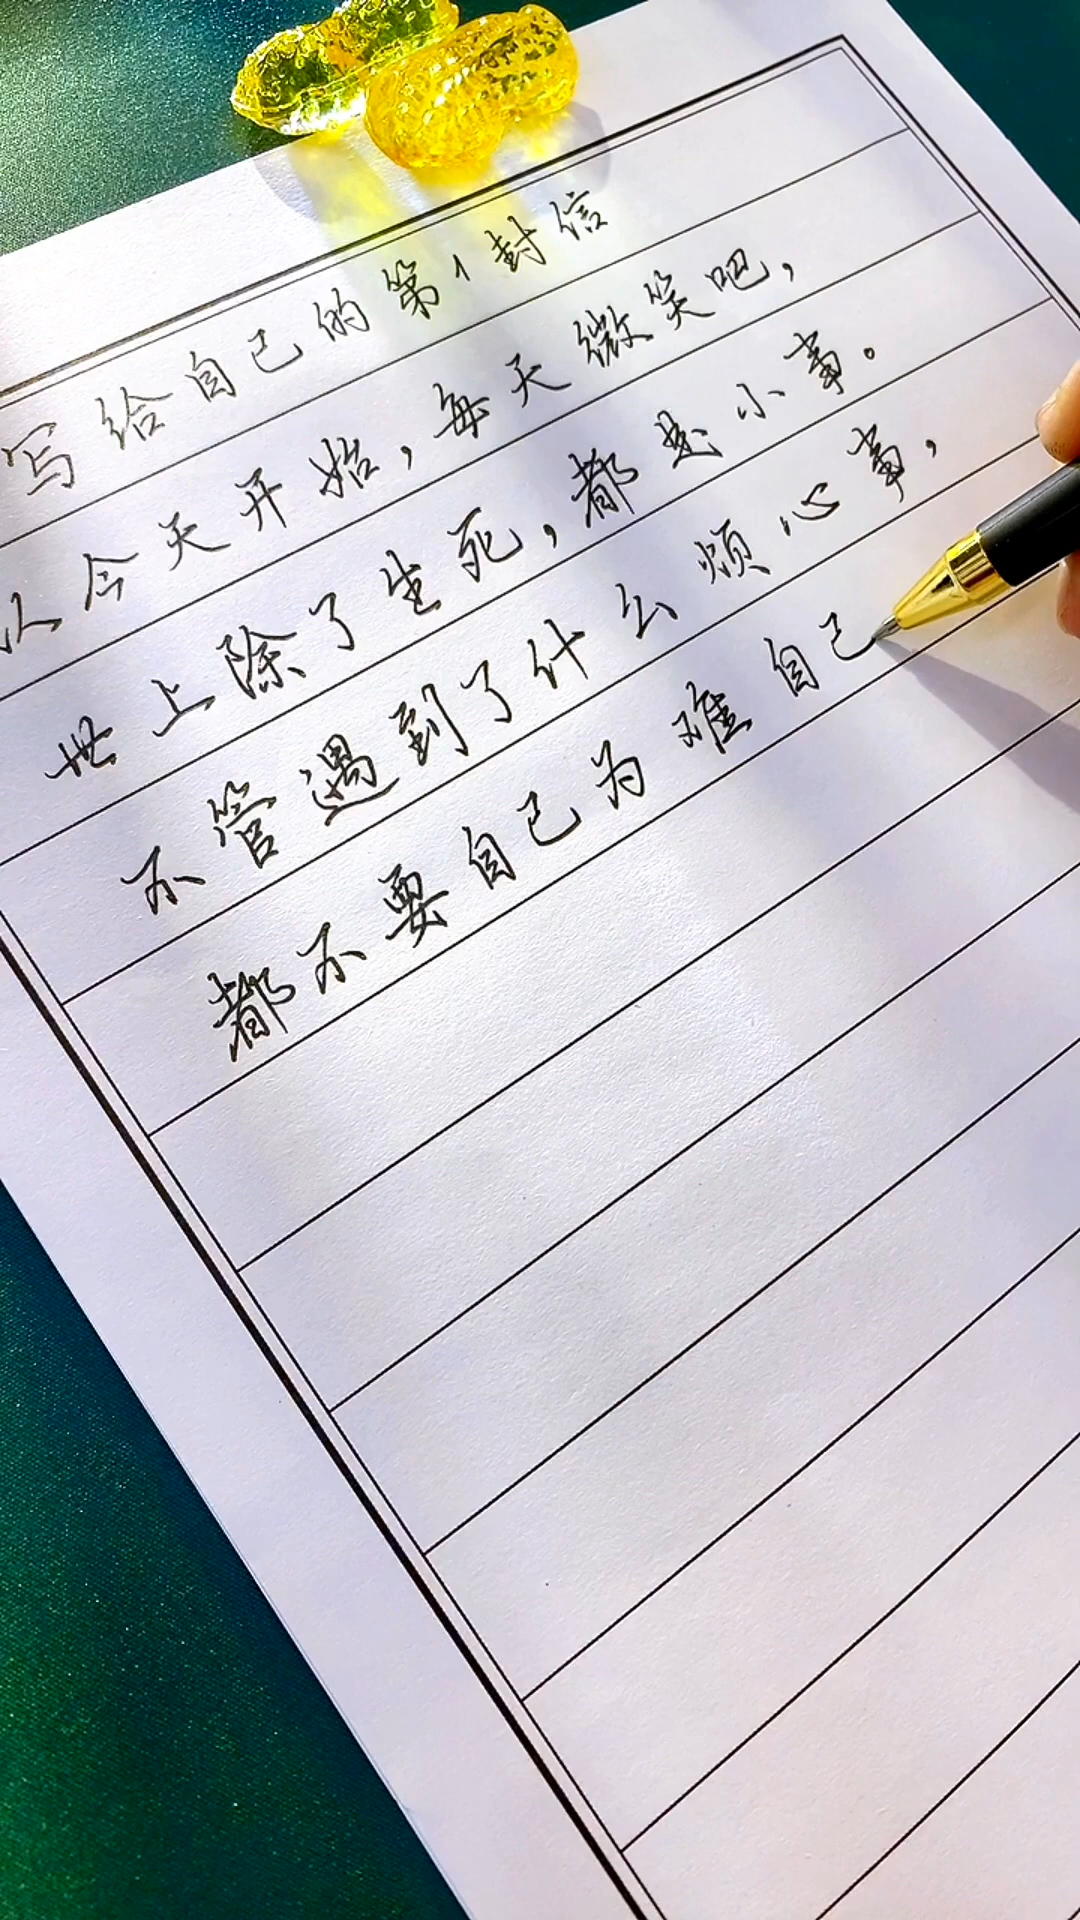 写给自己的第1封信
从今天开始,每天微笑吧,
世上除了生死,都是小事。
不管遇到了什么烦心事,
都不要自己为难自己